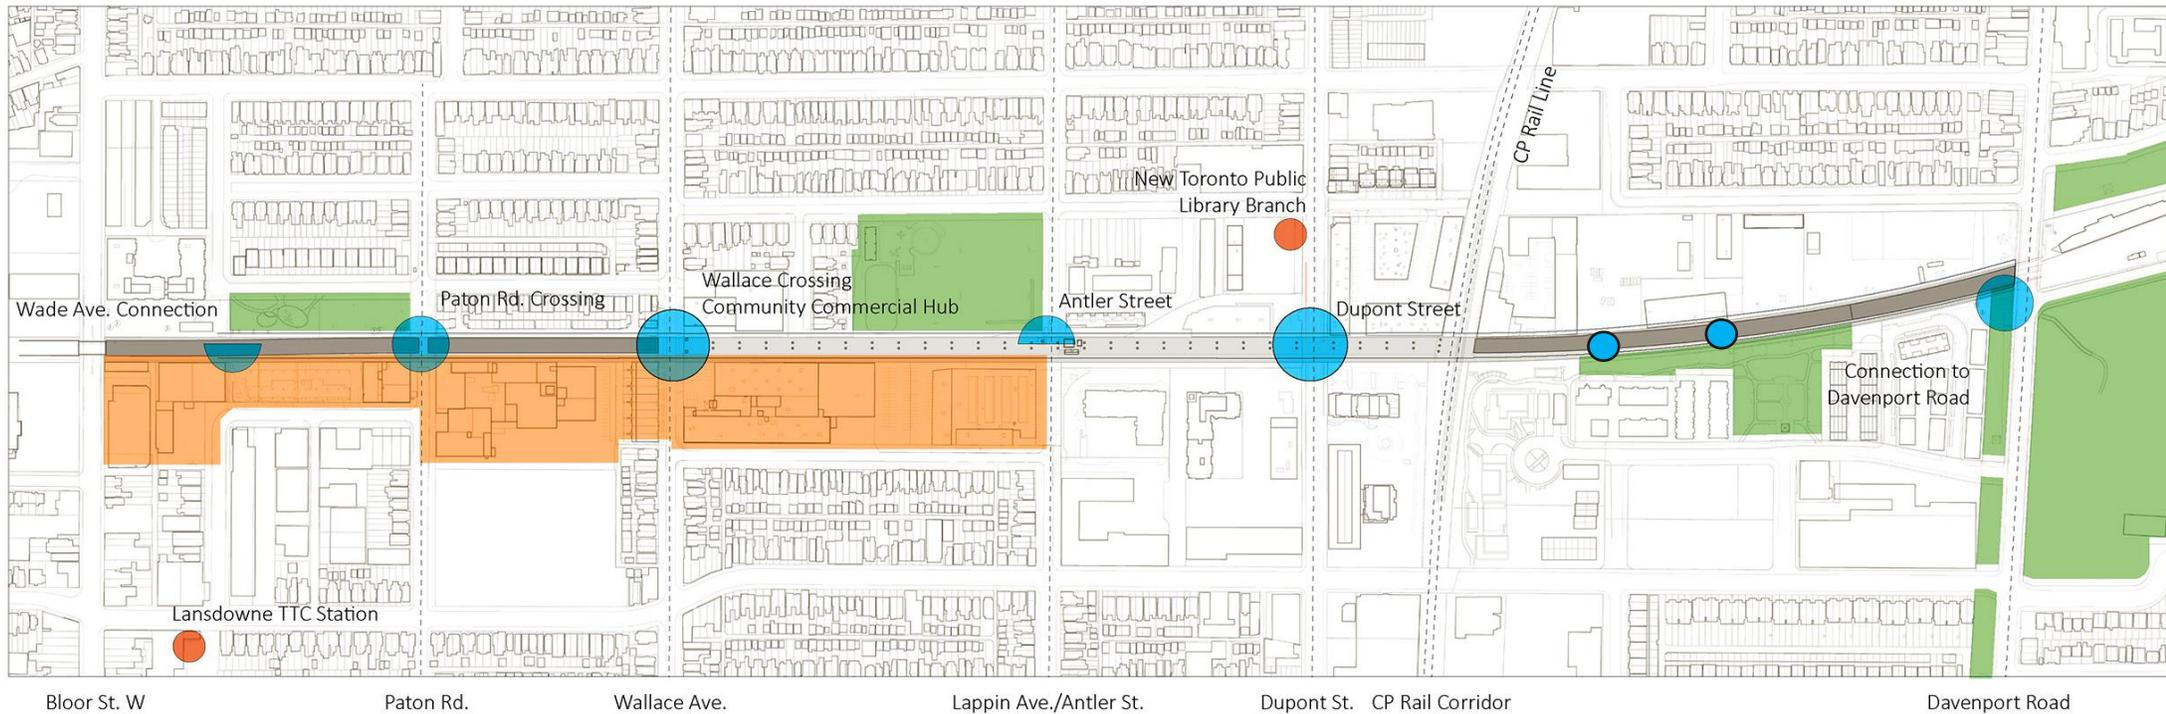 CP Rail Line
New Toronto Public
Library Branch
Wallace Crossing
Community Commercial Hub
Wade Ave. Connection
Paton Rd. Crossing
Antler Street
Dupont Street
Connection to
Davenport Road
Lansdowne TTC Station
Bloor St. W
Paton Rd.
Wallace Ave.
Lappin Ave./Antler St.
Dupont St.
CP Rail Corridor
Davenport Road